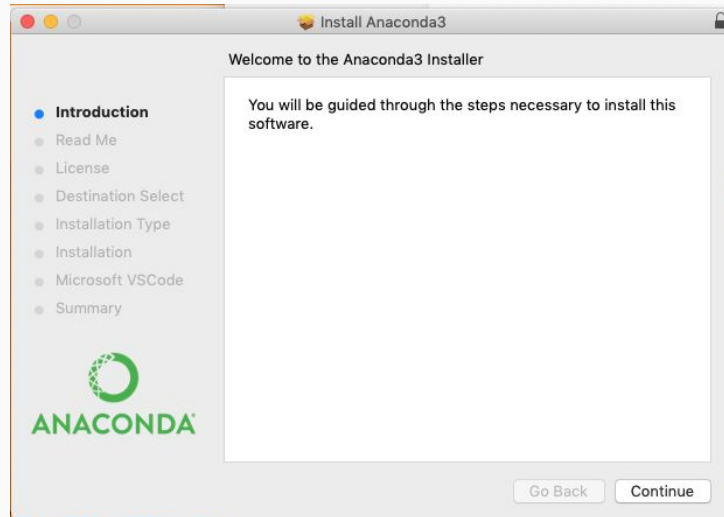 Install Anaconda3
Welcome to the Anaconda3 Installer
Introduction
Read Me
License
Destination Select
Installation Type
Installation
Microsoft VSCode
Summary
You will be guided through the steps necessary to install this
software.
ANACONDA
Go Back
Continue